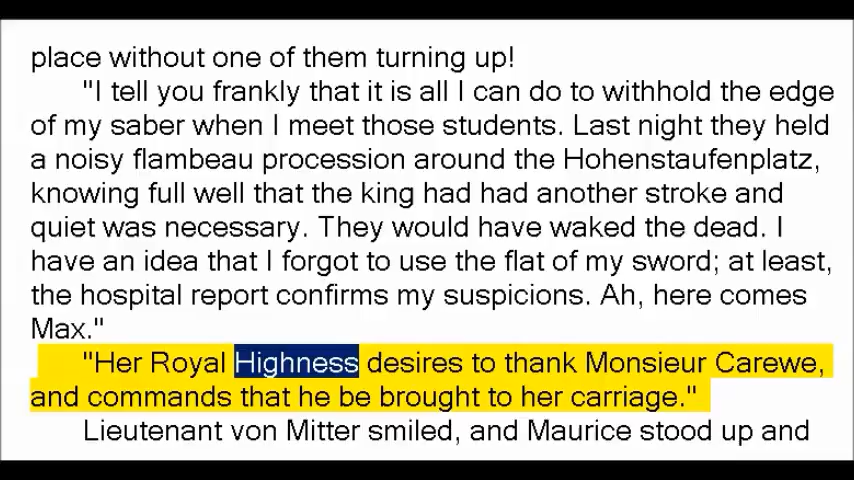 place without one of them turning up!
"I tell you frankly that it is all I can do to withhold the edge
of my saber when I meet those students. Last night they held
a noisy flambeau procession around the Hohenstaufenplatz,
knowing full well that the king had had another stroke and
quiet was necessary. They would have waked the dead. I
have an idea that I forgot to use the flat of my sword; at least,
the hospital report confirms my suspicions. Ah, here comes
Max."
"Her Royal Highness desires to thank Monsieur Carewe,
and commands that he be brought to her carriage."
Lieutenant von Mitter smiled, and Maurice stood up and